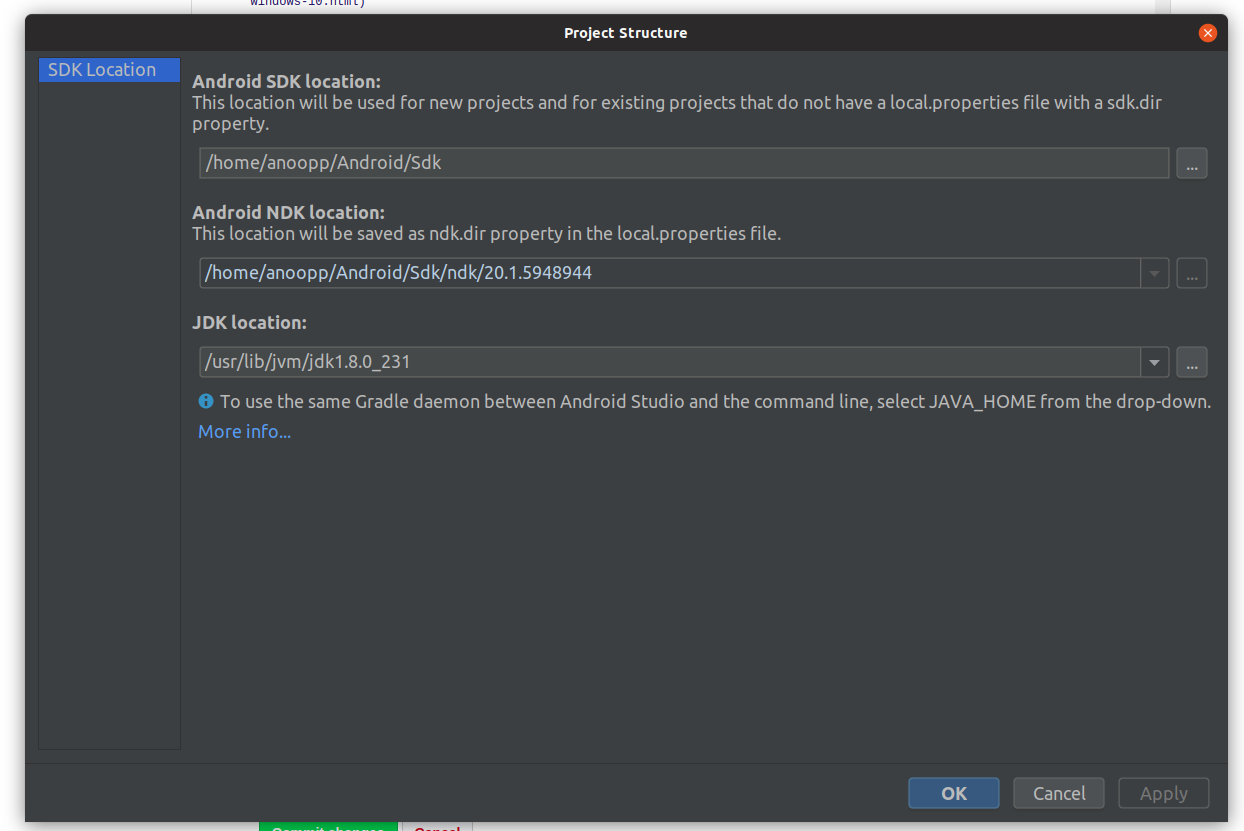 windows-10.html)
Project Structure
SDK Location
Android SDK location:
This location will be used for new projects and for existing projects that do not have a local.properties file with a sdk.dir
property.
/home/anoopp/Android/Sdk
...
Android NDK location:
This location will be saved as ndk.dir property in the local.properties file.
/home/anoopp/Android/Sdk/ndk/20.1.5948944
...
JDK location:
/usr/lib/jvm/jdk1.8.0_231
...
To use the same Gradle daemon between Android Studio and the command line, select JAVA_HOME from the drop-down.
More info...
OK
Cancel
Apply
Commit changes
Cancel